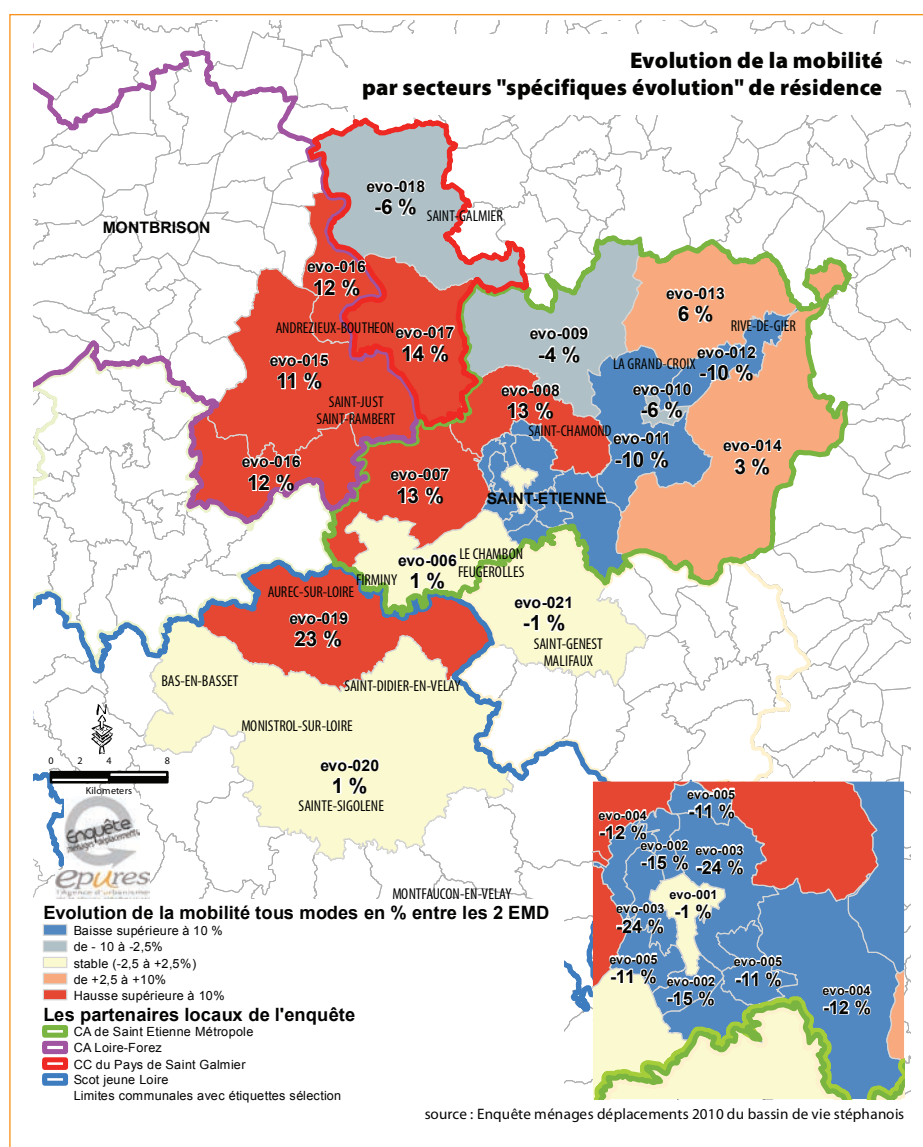 Evolution de la mobilité
par secteurs "spécifiques évolution" de résidence
evo-018
-6 %
SAINT-GALMIER
MONTBRISON
evo-016
12 %
ANDREZIEUX-BOUTHEON
evo-017
14 %
evo-015
11 %
SAINT-JUST
SAINT-RAMBERT
evo-016
12 %
evo-013
6 %
RIVE-DE-GIER
evo-009
-4 %
evo-012
-10 %
LA GRAND-CROIX
evo-010
-6 %
evo-008
13 %
SAINT-CHAMOND
evo-011
-10 %
evo-014
3 %
evo-007
13 %
SAINT-ETIENNE
evo-006
1 %
LE CHAMBON
FEUGEROLLES
FIRMINY
AUREC-SUR-LOIRE
evo-019
23 %
evo-021
-1 %
SAINT-GENEST
MALIFAUX
BAS-EN-BASSET
SAINT-DIDIER-EN-VELAY
MONISTROL-SUR-LOIRE
evo-020
1 %
SAINTE-SIGOLENE
N
0 2 4 8
Kilometers
Enquête
ménages déplacements
epures
MONTFAUCON-EN-VELAY
evo-005
-11 %
evo-004
-12 %
evo-002
-15 %
evo-003
-24 %
evo-001
-1 %
evo-003
-24 %
evo-005
-11 %
evo-002
-15 %
evo-005
-11 %
evo-004
-12 %
Evolution de la mobilité tous modes en % entre les 2 EMD
Baisse supérieure à 10 %
de - 10 à -2,5%
stable (-2,5 à +2,5%)
de +2,5 à +10%
Hausse supérieure à 10%
Les partenaires locaux de l'enquête
CA de Saint Etienne Métropole
CA Loire-Forez
CC du Pays de Saint Galmier
Scot jeune Loire
Limites communales avec étiquettes sélection
source : Enquête ménages déplacements 2010 du bassin de vie stéphanois